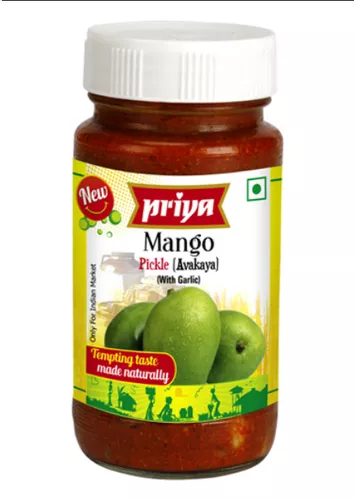 New
priya
Mango
Pickle (Avakaya)
(With Garlic)
Only For Indian Market
Tempting taste
made naturally